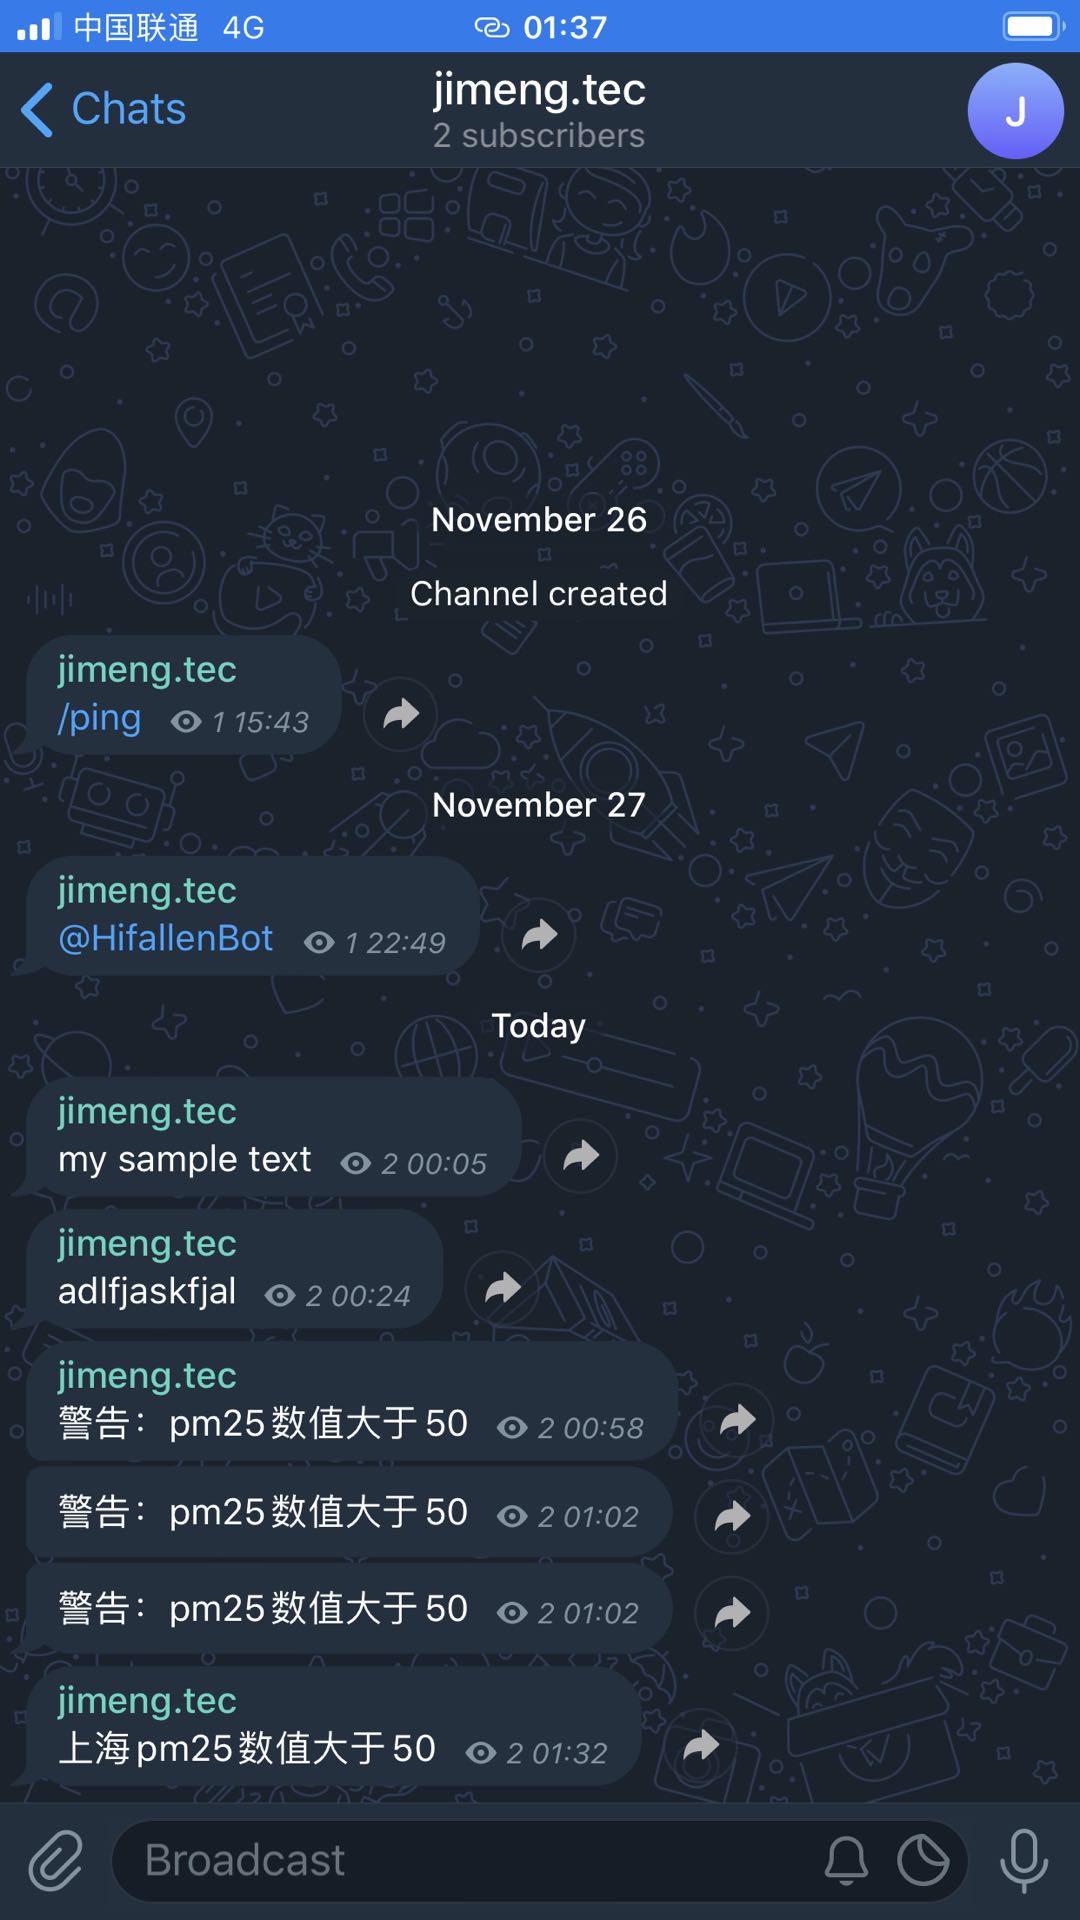 中国联通 4G 01:37
Chats
jimeng.tec
2 subscribers
J
November 26
Channel created
jimeng.tec
/ping 1 15:43
November 27
jimeng.tec
@HifallenBot 1 22:49
Today
jimeng.tec
my sample text 2 00:05
jimeng.tec
adlfjaskfjal 2 00:24
jimeng.tec
警告：pm25数值大于50 2 00:58
警告：pm25数值大于50 2 01:02
警告：pm25数值大于50 2 01:02
jimeng.tec
上海pm25数值大于50 2 01:32
Broadcast